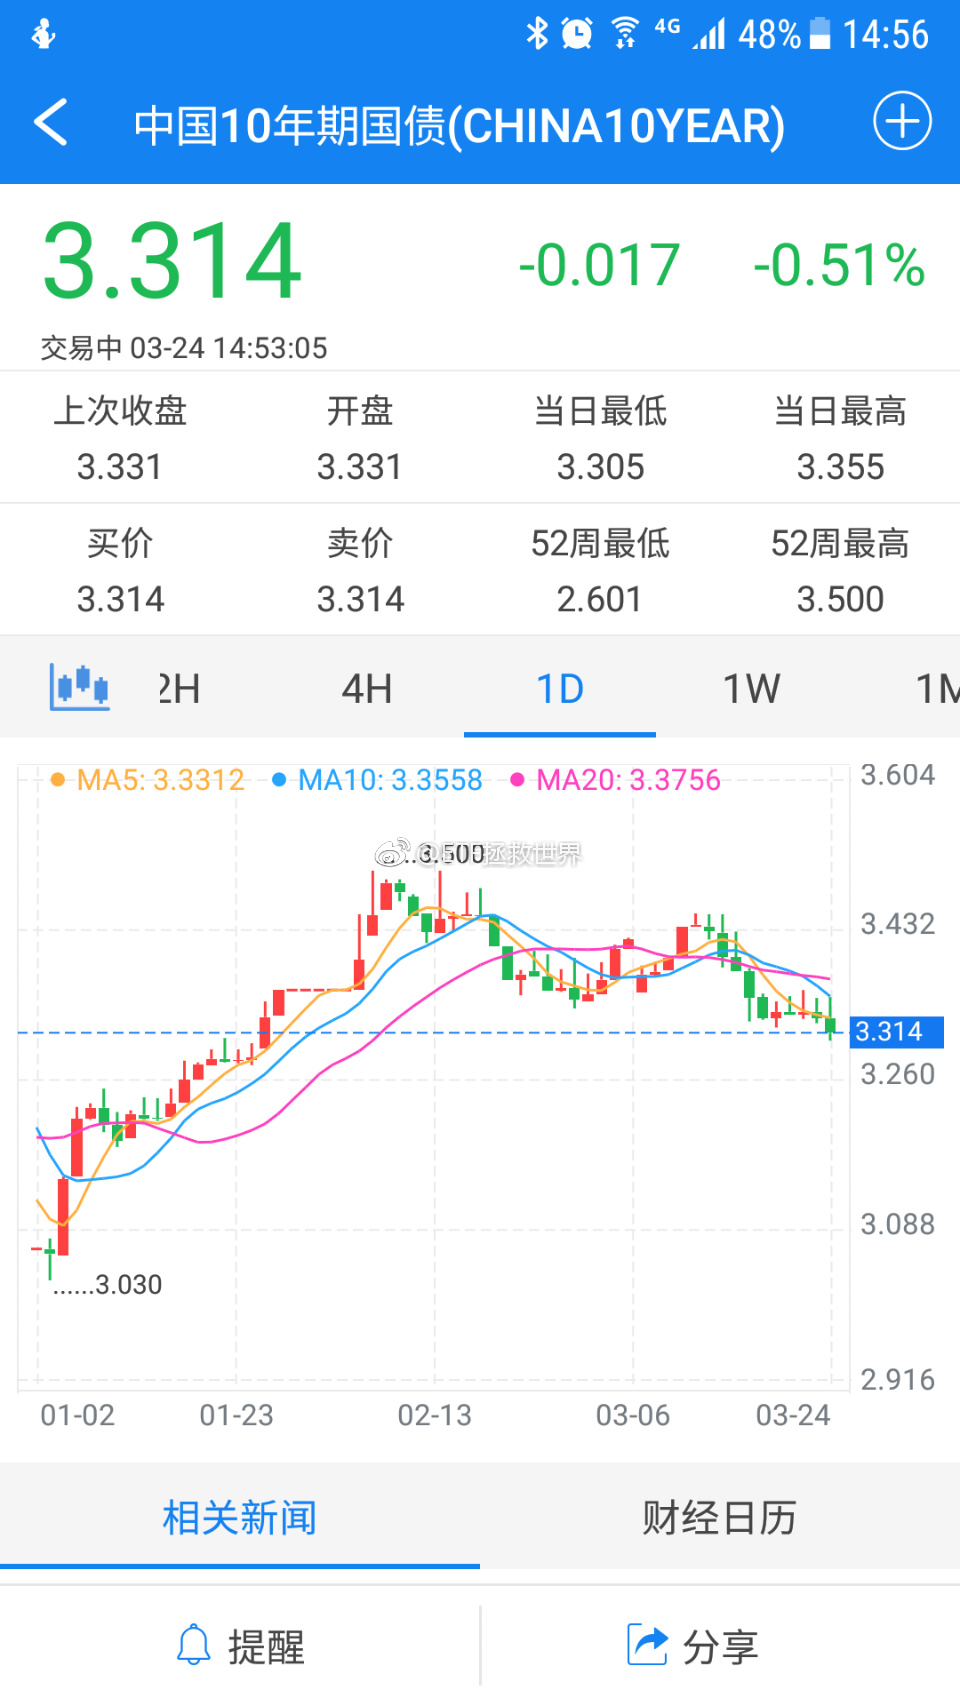 4G 48% 14:56
中国10年期国债(CHINA10YEAR)
3.314 -0.017 -0.51%
交易中 03-24 14:53:05
上次收盘 开盘 当日最低 当日最高
3.331 3.331 3.305 3.355
买价 卖价 52周最低 52周最高
3.314 3.314 2.601 3.500
2H 4H 1D 1W 1M
MA5: 3.3312 MA10: 3.3558 MA20: 3.3756
3.604
......3.500
拯救世界
3.432
3.314
3.260
3.088
......3.030
2.916
01-02 01-23 02-13 03-06 03-24
相关新闻 财经日历
提醒 分享